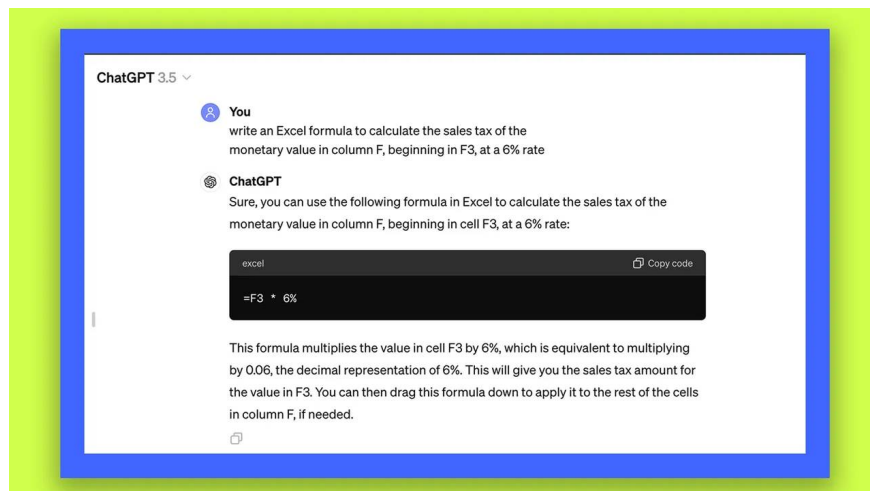 ChatGPT 3.5
You
write an Excel formula to calculate the sales tax of the
monetary value in column F, beginning in F3, at a 6% rate
ChatGPT
Sure, you can use the following formula in Excel to calculate the sales tax of the
monetary value in column F, beginning in cell F3, at a 6% rate:
excel
Copy code
=F3 * 6%
This formula multiplies the value in cell F3 by 6%, which is equivalent to multiplying
by 0.06, the decimal representation of 6%. This will give you the sales tax amount for
the value in F3. You can then drag this formula down to apply it to the rest of the cells
in column F, if needed.